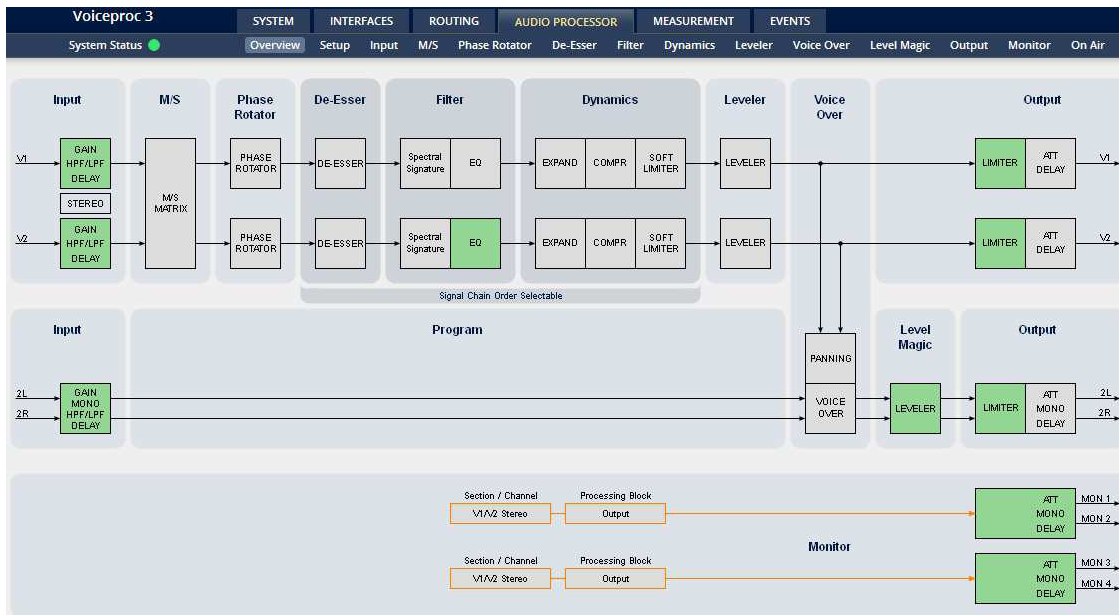 Voiceproc 3
SYSTEM INTERFACES ROUTING AUDIO PROCESSOR MEASUREMENT EVENTS
System Status
Overview Setup Input M/S Phase Rotator De-Esser Filter Dynamics Leveler Voice Over Level Magic Output Monitor On Air
Input M/S Phase De-Esser Filter Dynamics Leveler Voice Output
Rotator Over
V1 GAIN
HPF/LPF
DELAY
PHASE
ROTATOR
DE-ESSER
Spectral
Signature
EQ
EXPAND
COMPR
SOFT
LIMITER
LEVELER
LIMITER
ATT
DELAY
V1
STEREO
M/S
MATRIX
V2 GAIN
HPF/LPF
DELAY
PHASE
ROTATOR
DE-ESSER
Spectral
Signature
EQ
EXPAND
COMPR
SOFT
LIMITER
LEVELER
LIMITER
ATT
DELAY
V2
Signal Chain Order Selectable
Input Program Level Output
Magic
PANNING
2L
2R
GAIN
MONO
HPF/LPF
DELAY
VOICE
OVER
LEVELER
LIMITER
ATT
MONO
DELAY
2L
2R
Section / Channel Processing Block
V1/V2 Stereo Output
ATT
MONO
DELAY
MON 1
MON 2
Monitor
Section / Channel Processing Block
V1/V2 Stereo Output
ATT
MONO
DELAY
MON 3
MON 4